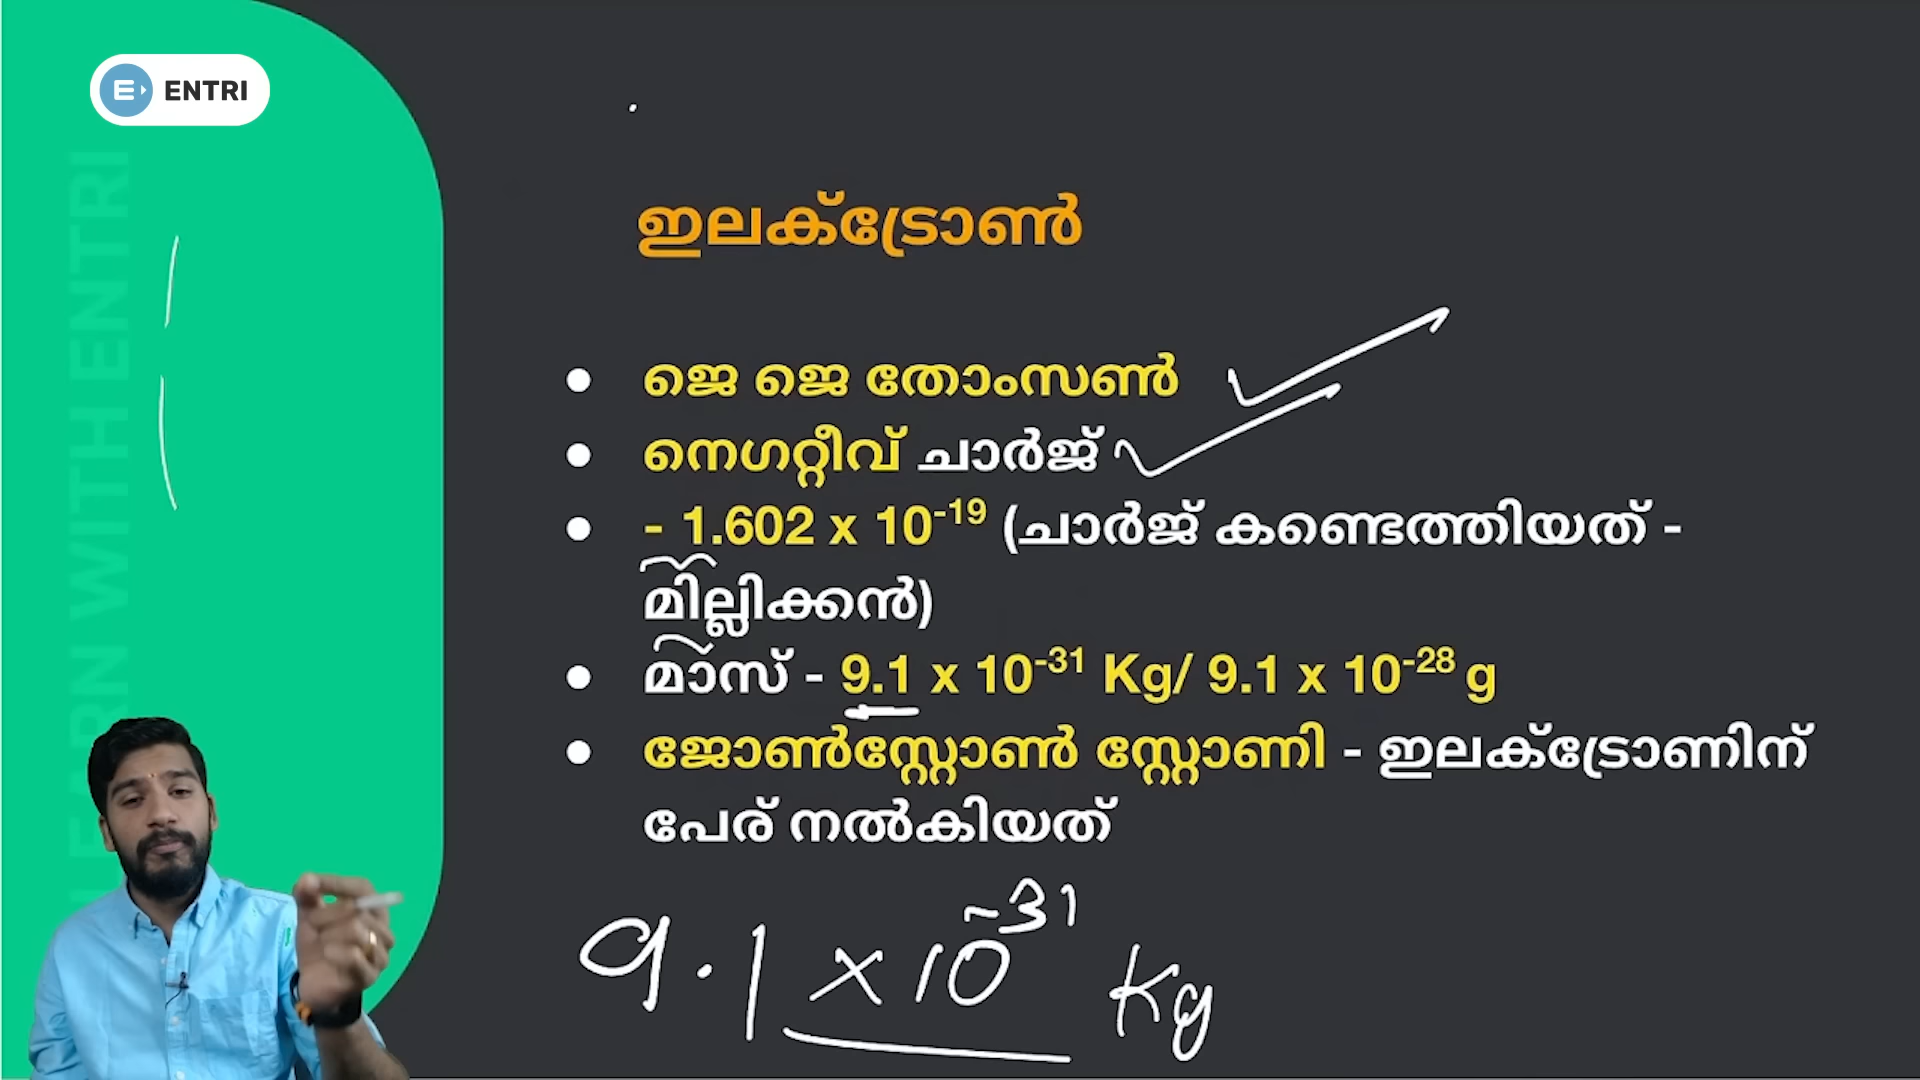 ENTRI
LEARN WITH ENTRI
ഇലക്ട്രോൺ
● ജെ ജെ തോംസൺ
● നെഗറ്റീവ് ചാർജ്
● - 1.602 x 10⁻¹⁹ (ചാർജ് കണ്ടെത്തിയത് -
മില്ലിക്കൻ)
● മാസ് - 9.1 x 10⁻³¹ Kg/ 9.1 x 10⁻²⁸ g
● ജോൺസ്റ്റോൺ സ്റ്റോണി - ഇലക്ട്രോണിന്
പേര് നൽകിയത്
9.1 x 10⁻³¹ Kg